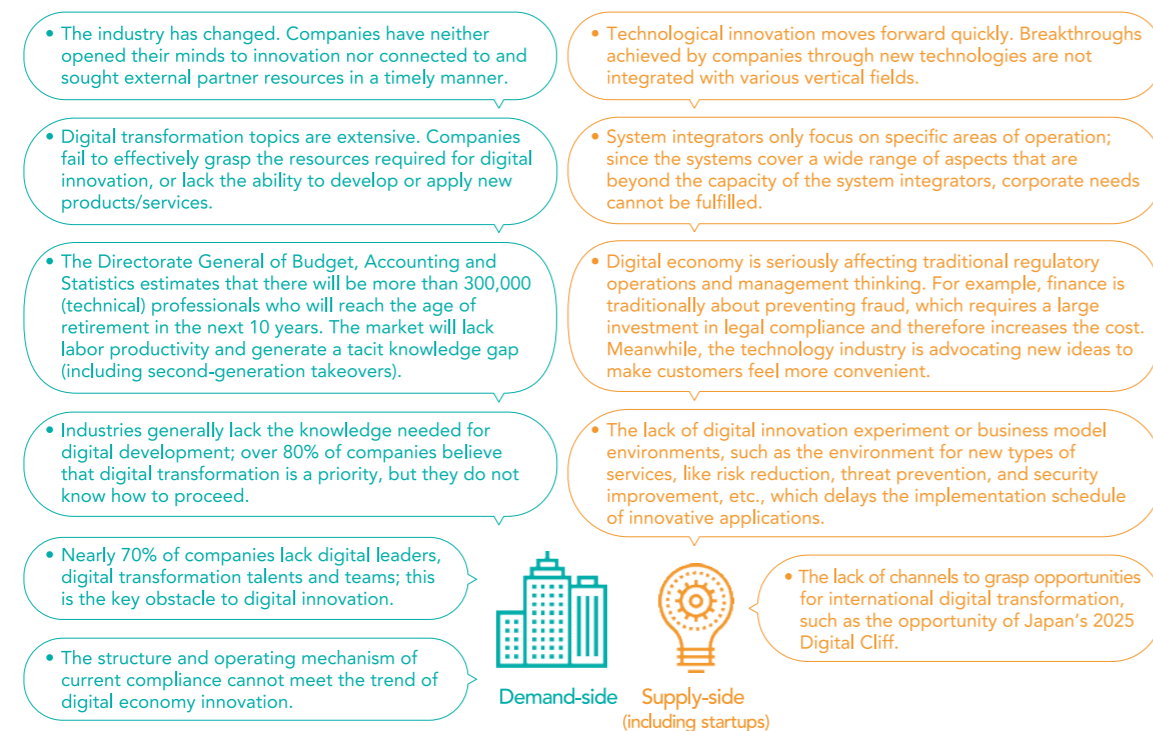 • The industry has changed. Companies have neither
opened their minds to innovation nor connected to and
sought external partner resources in a timely manner.
• Digital transformation topics are extensive. Companies
fail to effectively grasp the resources required for digital
innovation, or lack the ability to develop or apply new
products/services.
• The Directorate General of Budget, Accounting and
Statistics estimates that there will be more than 300,000
(technical) professionals who will reach the age of
retirement in the next 10 years. The market will lack
labor productivity and generate a tacit knowledge gap
(including second-generation takeovers).
• Industries generally lack the knowledge needed for
digital development; over 80% of companies believe
that digital transformation is a priority, but they do not
know how to proceed.
• Nearly 70% of companies lack digital leaders,
digital transformation talents and teams; this
is the key obstacle to digital innovation.
• The structure and operating mechanism of
current compliance cannot meet the trend of
digital economy innovation.
Demand-side
• Technological innovation moves forward quickly. Breakthroughs
achieved by companies through new technologies are not
integrated with various vertical fields.
• System integrators only focus on specific areas of operation;
since the systems cover a wide range of aspects that are
beyond the capacity of the system integrators, corporate needs
cannot be fulfilled.
• Digital economy is seriously affecting traditional regulatory
operations and management thinking. For example, finance is
traditionally about preventing fraud, which requires a large
investment in legal compliance and therefore increases the cost.
Meanwhile, the technology industry is advocating new ideas to
make customers feel more convenient.
• The lack of digital innovation experiment or business model
environments, such as the environment for new types of
services, like risk reduction, threat prevention, and security
improvement, etc., which delays the implementation schedule
of innovative applications.
• The lack of channels to grasp opportunities
for international digital transformation,
such as the opportunity of Japan's 2025
Digital Cliff.
Supply-side
(including startups)